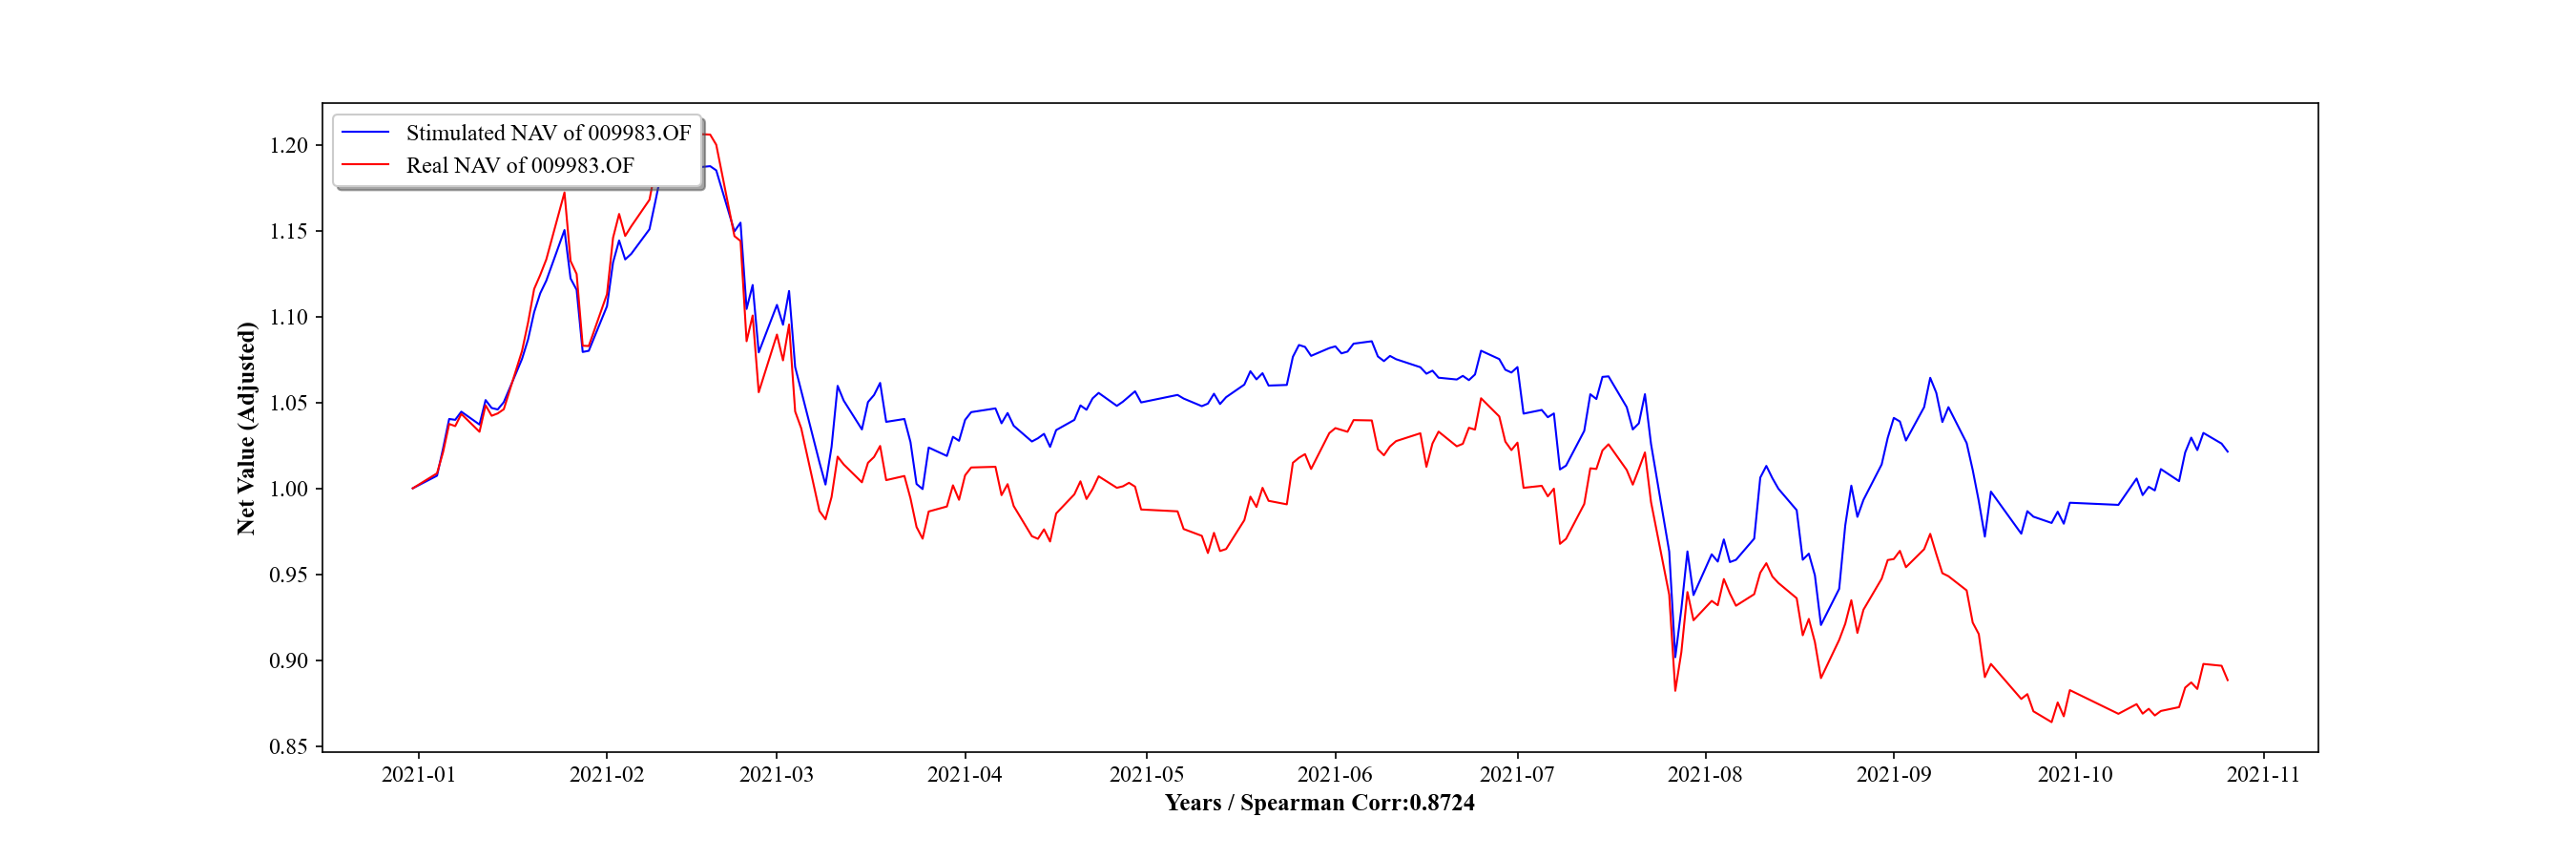 Stimulated NAV of 009983.OF
Real NAV of 009983.OF
Net Value (Adjusted)
1.20
1.15
1.10
1.05
1.00
0.95
0.90
0.85
2021-01 2021-02 2021-03 2021-04 2021-05 2021-06 2021-07 2021-08 2021-09 2021-10 2021-11
Years / Spearman Corr:0.8724